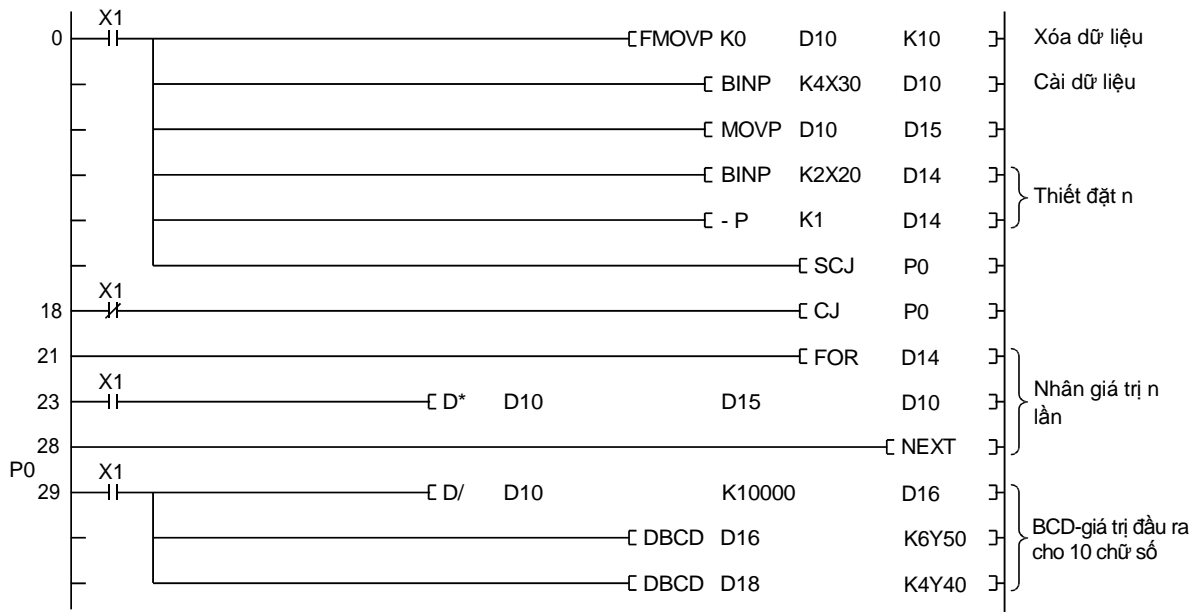 X1
0 FMOVP K0 D10 K10 Xóa dữ liệu
BINP K4X30 D10 Cài dữ liệu
MOVP D10 D15
BINP K2X20 D14
Thiết đặt n
- P K1 D14
SCJ P0
X1
18 CJ P0
21 FOR D14
Nhân giá trị n
lần
X1
23 D* D10 D15 D10
28 NEXT
P0
X1
29 D/ D10 K10000 D16
BCD-giá trị đầu ra
cho 10 chữ số
DBCD D16 K6Y50
DBCD D18 K4Y40